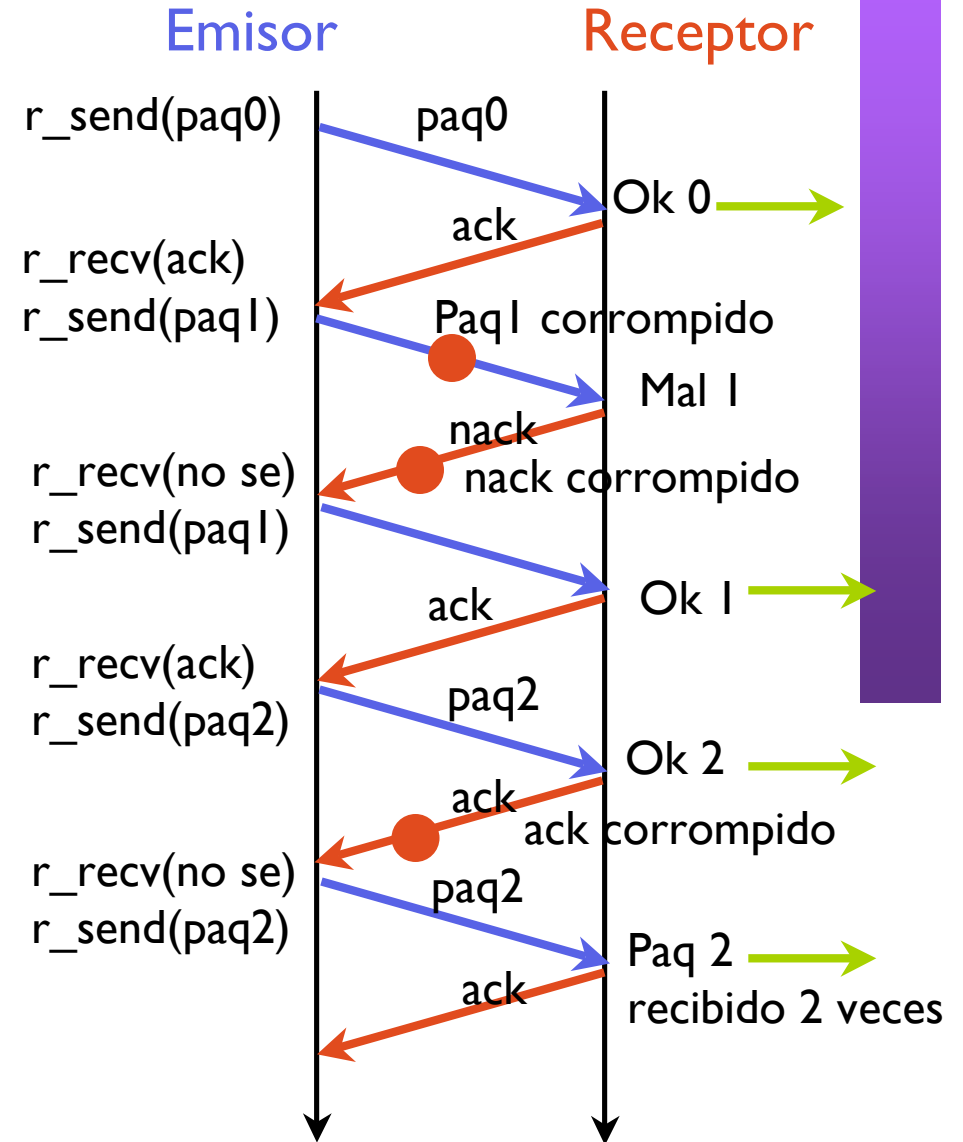 Emisor
Receptor
r_send(paq0)
paq0
Ok 0
ack
r_recv(ack)
r_send(paq1)
Paq1 corrompido
Mal 1
nack
nack corrompido
r_recv(no se)
r_send(paq1)
Ok 1
ack
r_recv(ack)
r_send(paq2)
paq2
Ok 2
ack
ack corrompido
r_recv(no se)
r_send(paq2)
paq2
Paq 2
recibido 2 veces
ack